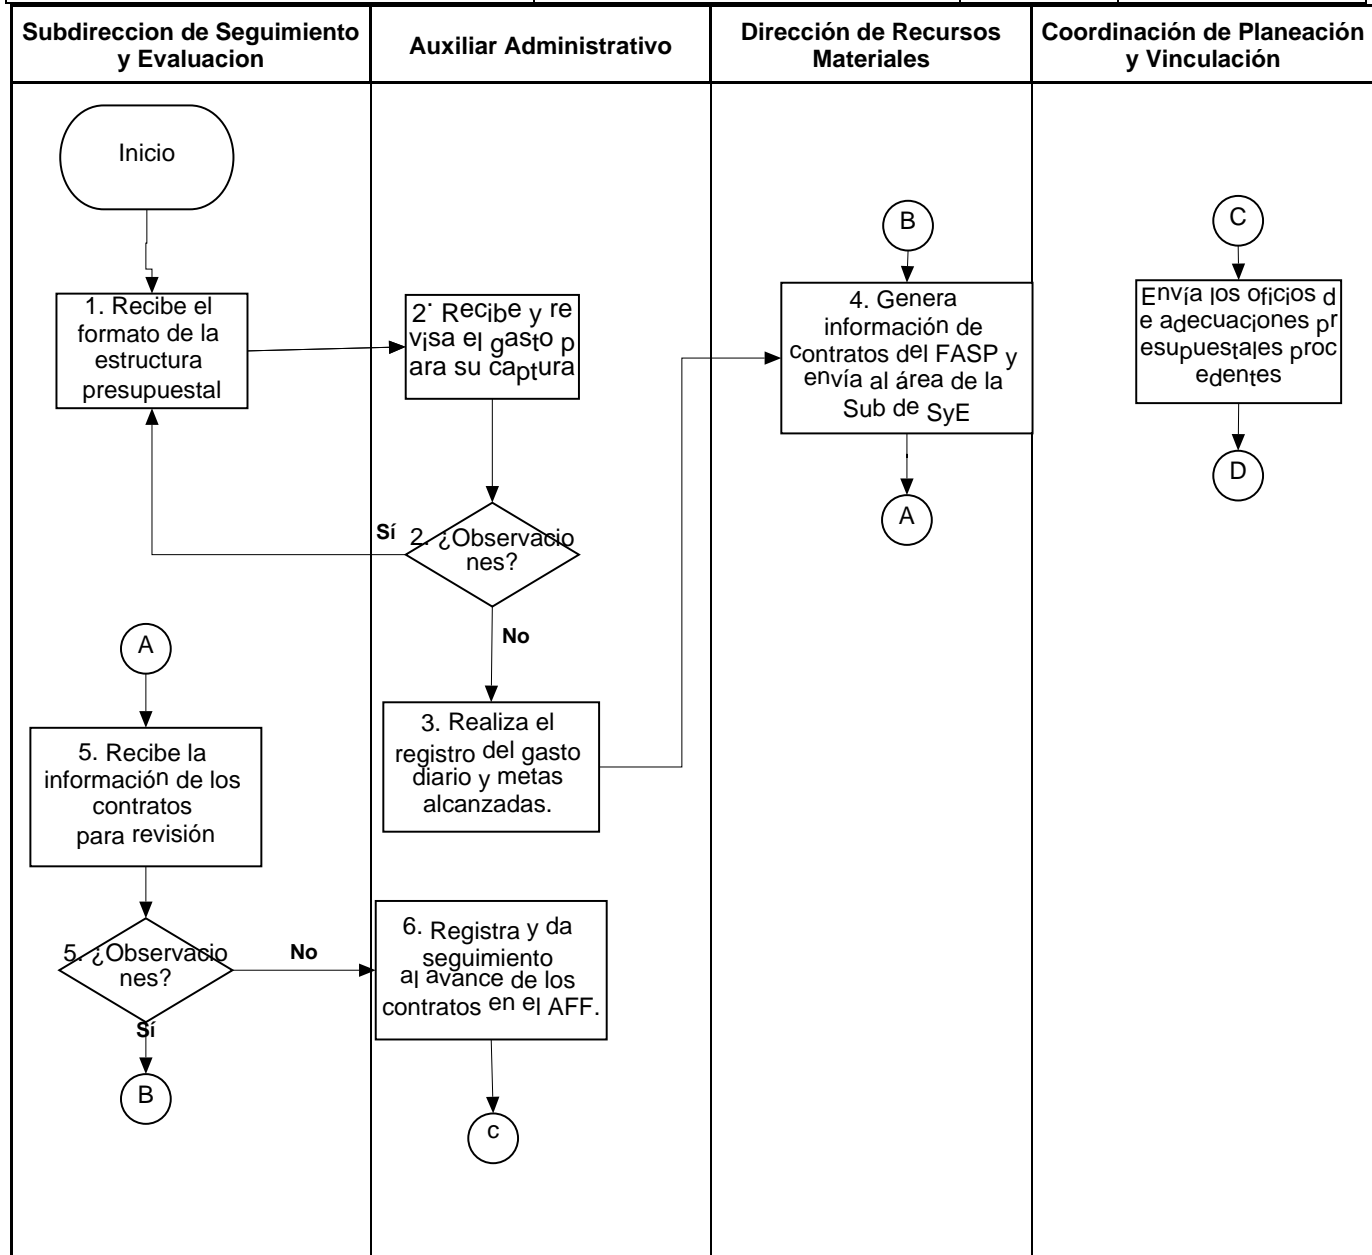 Subdireccion de Seguimiento
y Evaluacion
Auxiliar Administrativo
Dirección de Recursos
Materiales
Coordinación de Planeación
y Vinculación
Inicio
1. Recibe el
formato de la
estructura
presupuestal
2. Recibe y re
visa el gasto p
ara su captura
Sí
2. ¿Observacio
nes?
No
3. Realiza el
registro del gasto
diario y metas
alcanzadas.
B
4. Genera
información de
contratos del FASP y
envía al área de la
Sub de SyE
A
C
Envía los oficios d
e adecuaciones pr
esupuestales proc
edentes
D
A
5. Recibe la
información de los
contratos
para revisión
5. ¿Observacio
nes?
No
Sí
B
6. Registra y da
seguimiento
al avance de los
contratos en el AFF.
c